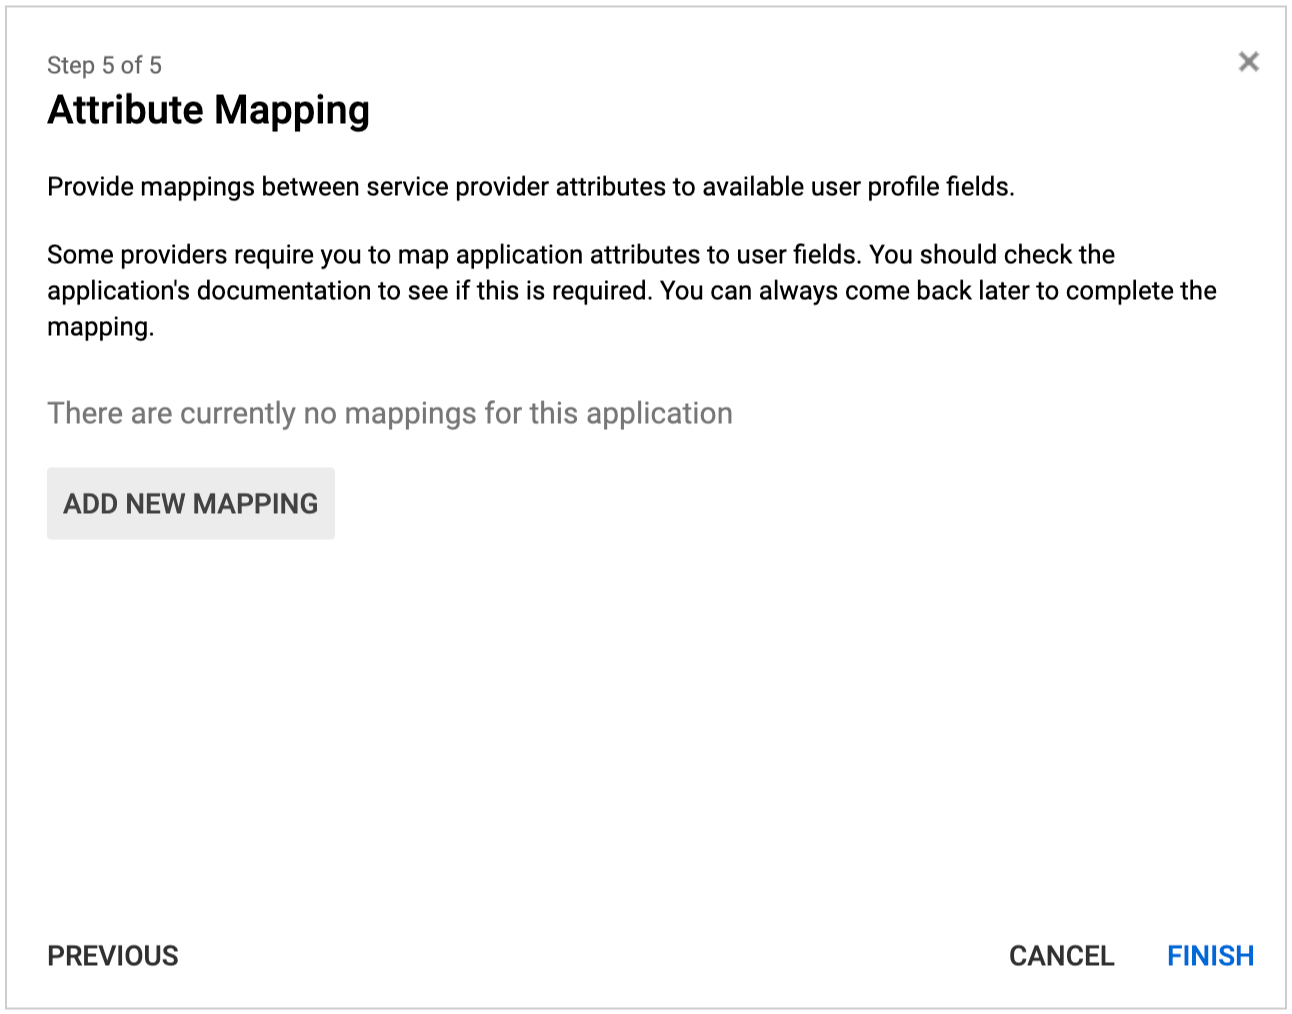 Step 5 of 5
Attribute Mapping
Provide mappings between service provider attributes to available user profile fields.
Some providers require you to map application attributes to user fields. You should check the
application's documentation to see if this is required. You can always come back later to complete the
mapping.
There are currently no mappings for this application
ADD NEW MAPPING
PREVIOUS
CANCEL
FINISH